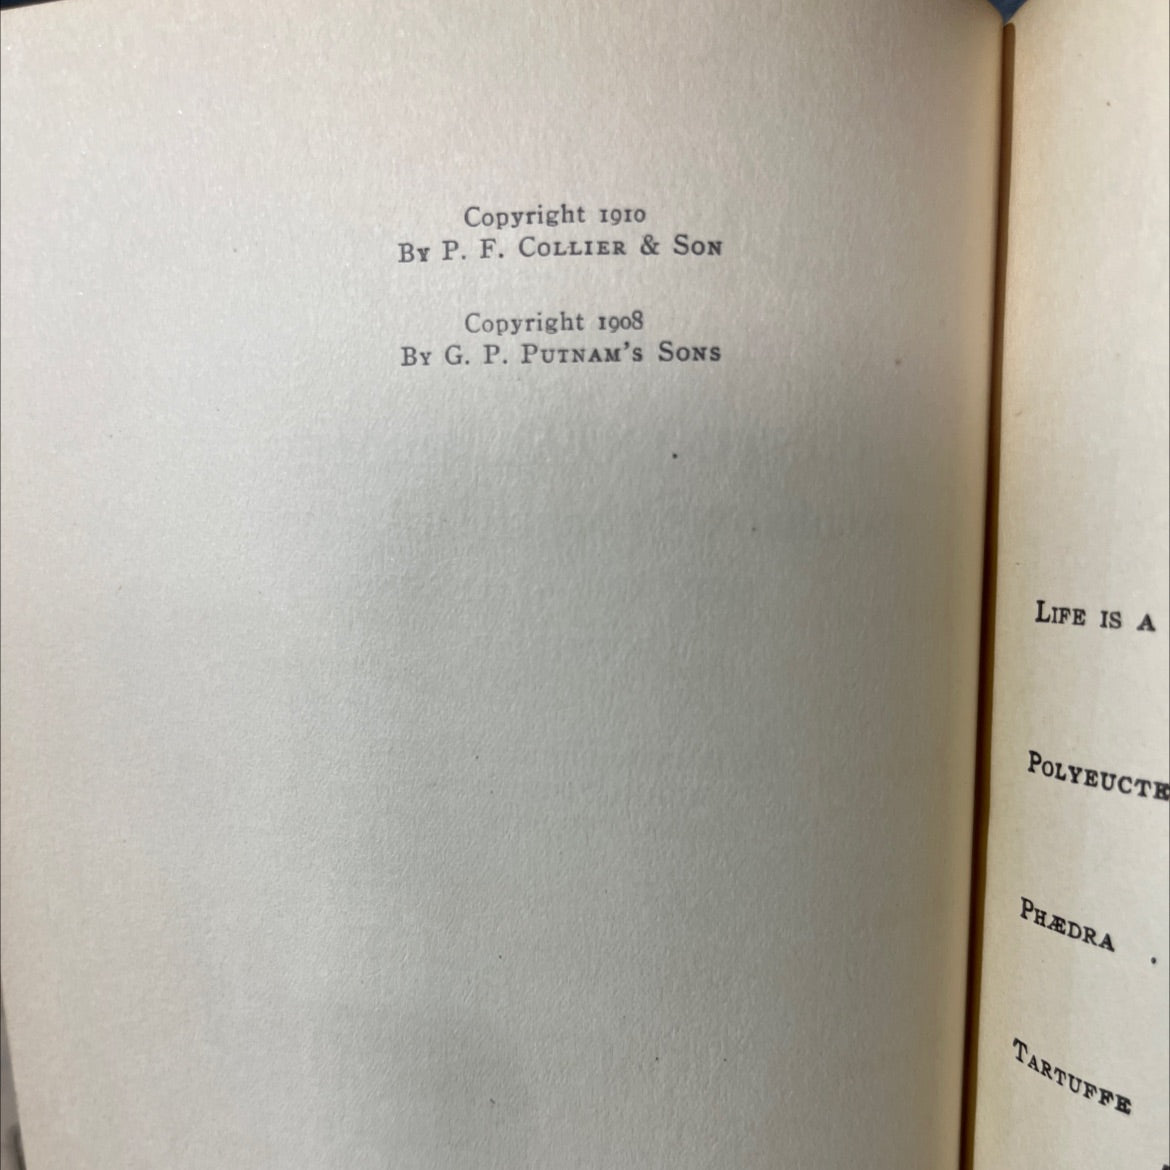 Copyright 1910
By P. F. Collier & Son
Copyright 1908
By G. P. Putnam's Sons
Life is a
Polyeucte
Phædra .
Tartuffe